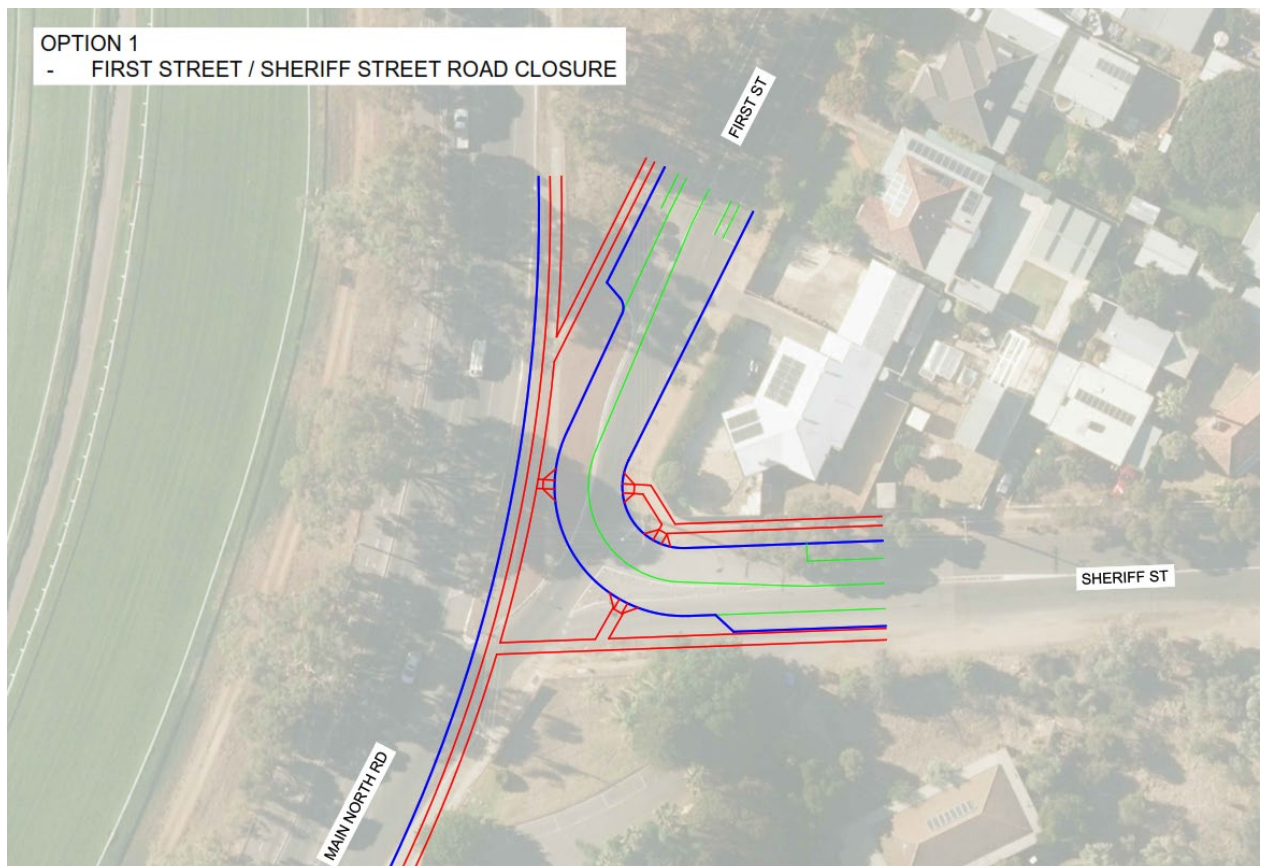 OPTION 1
- FIRST STREET / SHERIFF STREET ROAD CLOSURE
FIRST ST
SHERIFF ST
MAIN NORTH RD